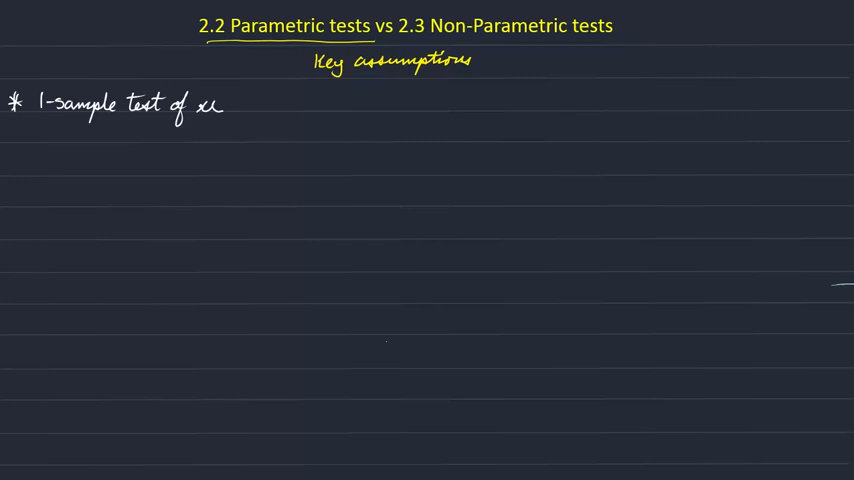 2.2 Parametric tests vs 2.3 Non-Parametric tests
Key assumptions
* 1-sample test of μ